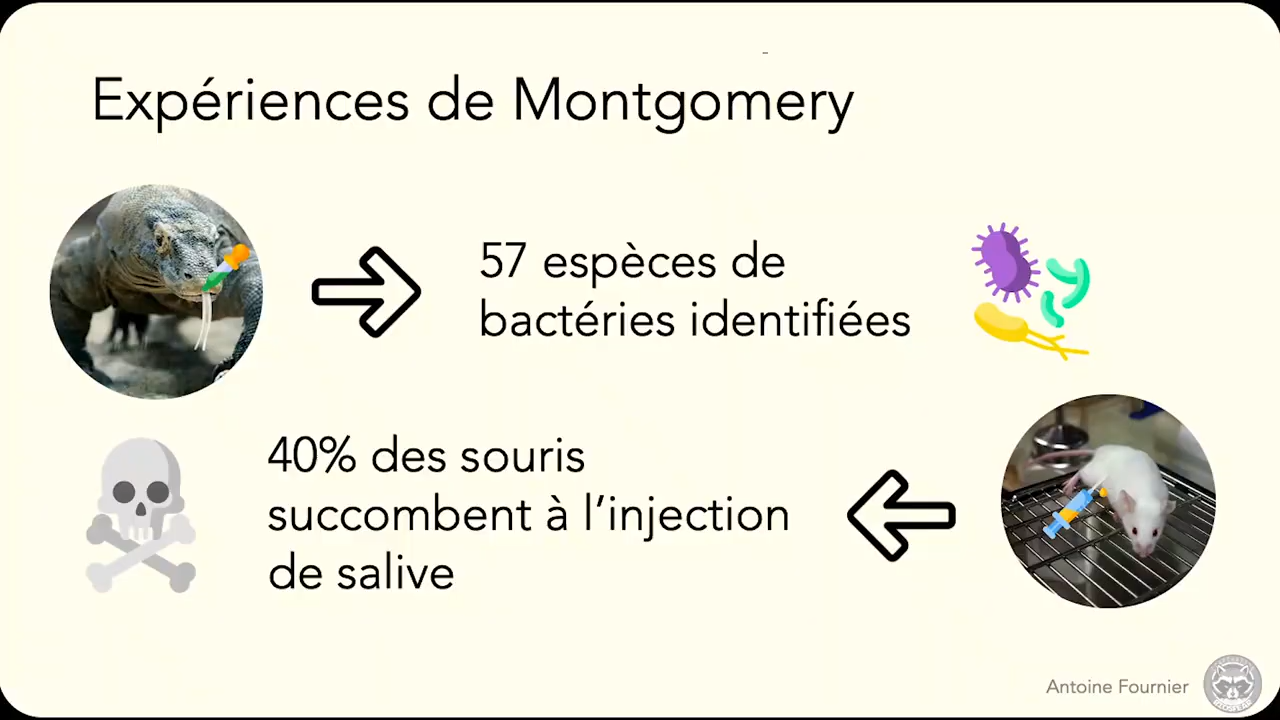 Expériences de Montgomery
57 espèces de
bactéries identifiées
40% des souris
succombent à l’injection
de salive
Antoine Fournier